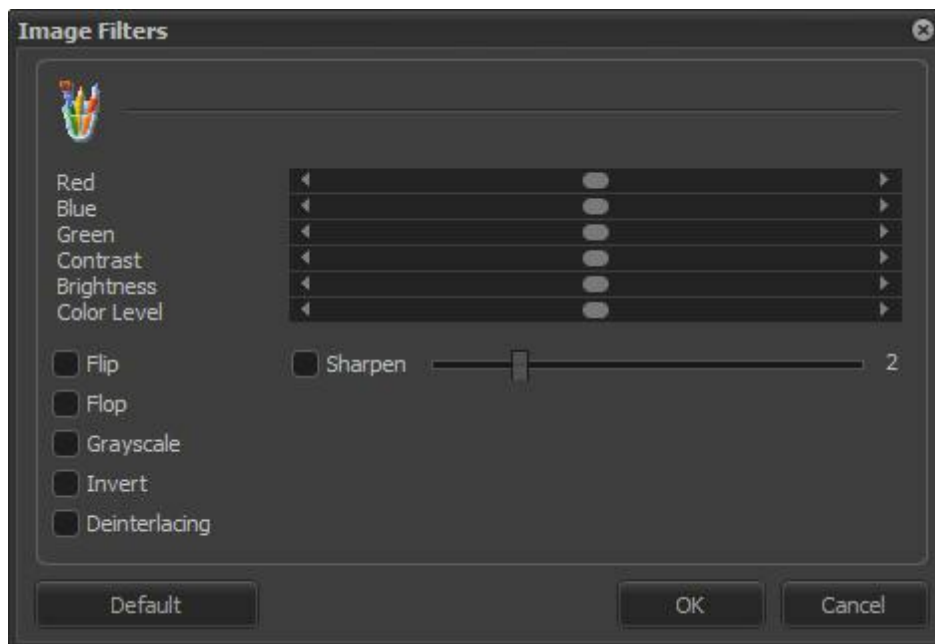 Image Filters
Red
Blue
Green
Contrast
Brightness
Color Level
Flip
Sharpen 2
Flop
Grayscale
Invert
Deinterlacing
Default OK Cancel